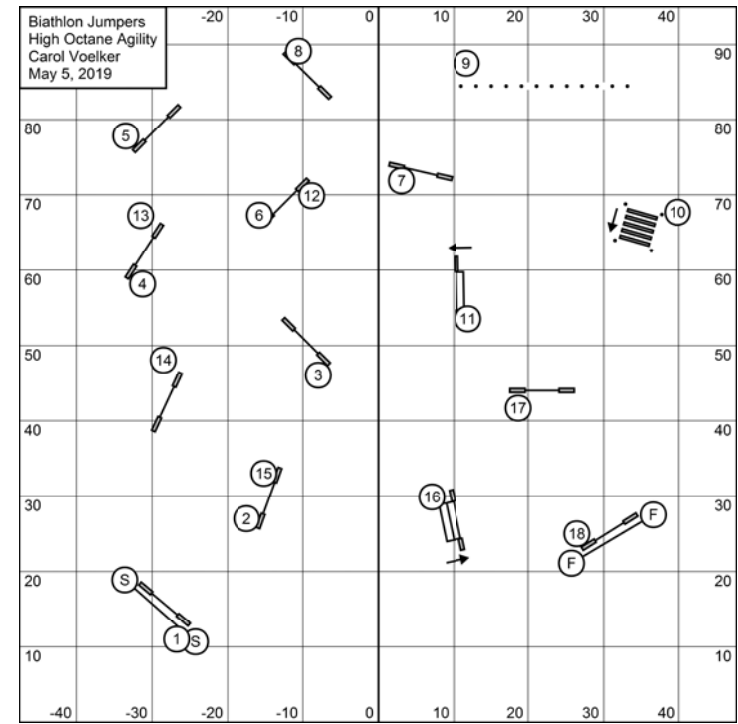 Biathlon Jumpers
High Octane Agility
Carol Voelker
May 5, 2019
-20 -10 0 10 20 30 40
8
9
90
5
80 80
7
12
6
70 70
13
10
4
60 60
11
14
3
50 50
17
40 40
15
16
2
18 F
30 30
F
S
20 20
1 S
10 10
-40 -30 -20 -10 0 10 20 30 40